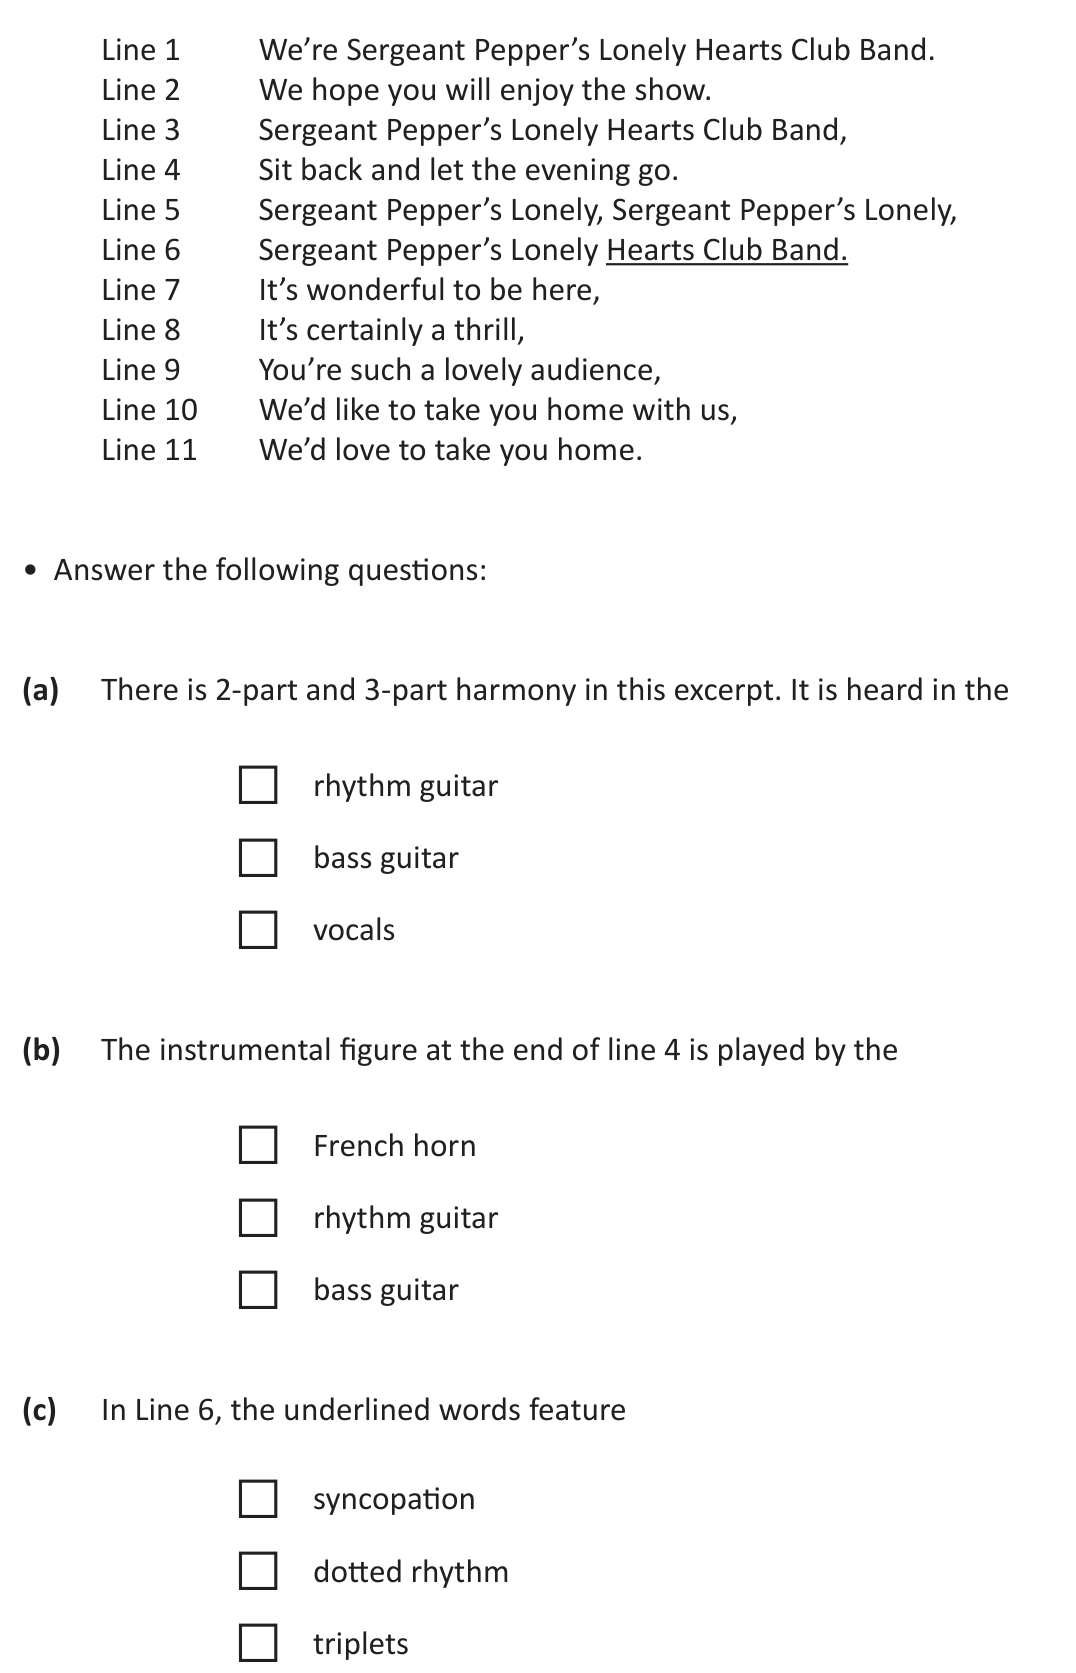 Line 1 We’re Sergeant Pepper’s Lonely Hearts Club Band.
Line 2 We hope you will enjoy the show.
Line 3 Sergeant Pepper’s Lonely Hearts Club Band,
Line 4 Sit back and let the evening go.
Line 5 Sergeant Pepper’s Lonely, Sergeant Pepper’s Lonely,
Line 6 Sergeant Pepper’s Lonely Hearts Club Band.
Line 7 It’s wonderful to be here,
Line 8 It’s certainly a thrill,
Line 9 You’re such a lovely audience,
Line 10 We’d like to take you home with us,
Line 11 We’d love to take you home.
• Answer the following questions:
(a) There is 2-part and 3-part harmony in this excerpt. It is heard in the
rhythm guitar
bass guitar
vocals
(b) The instrumental figure at the end of line 4 is played by the
French horn
rhythm guitar
bass guitar
(c) In Line 6, the underlined words feature
syncopation
dotted rhythm
triplets